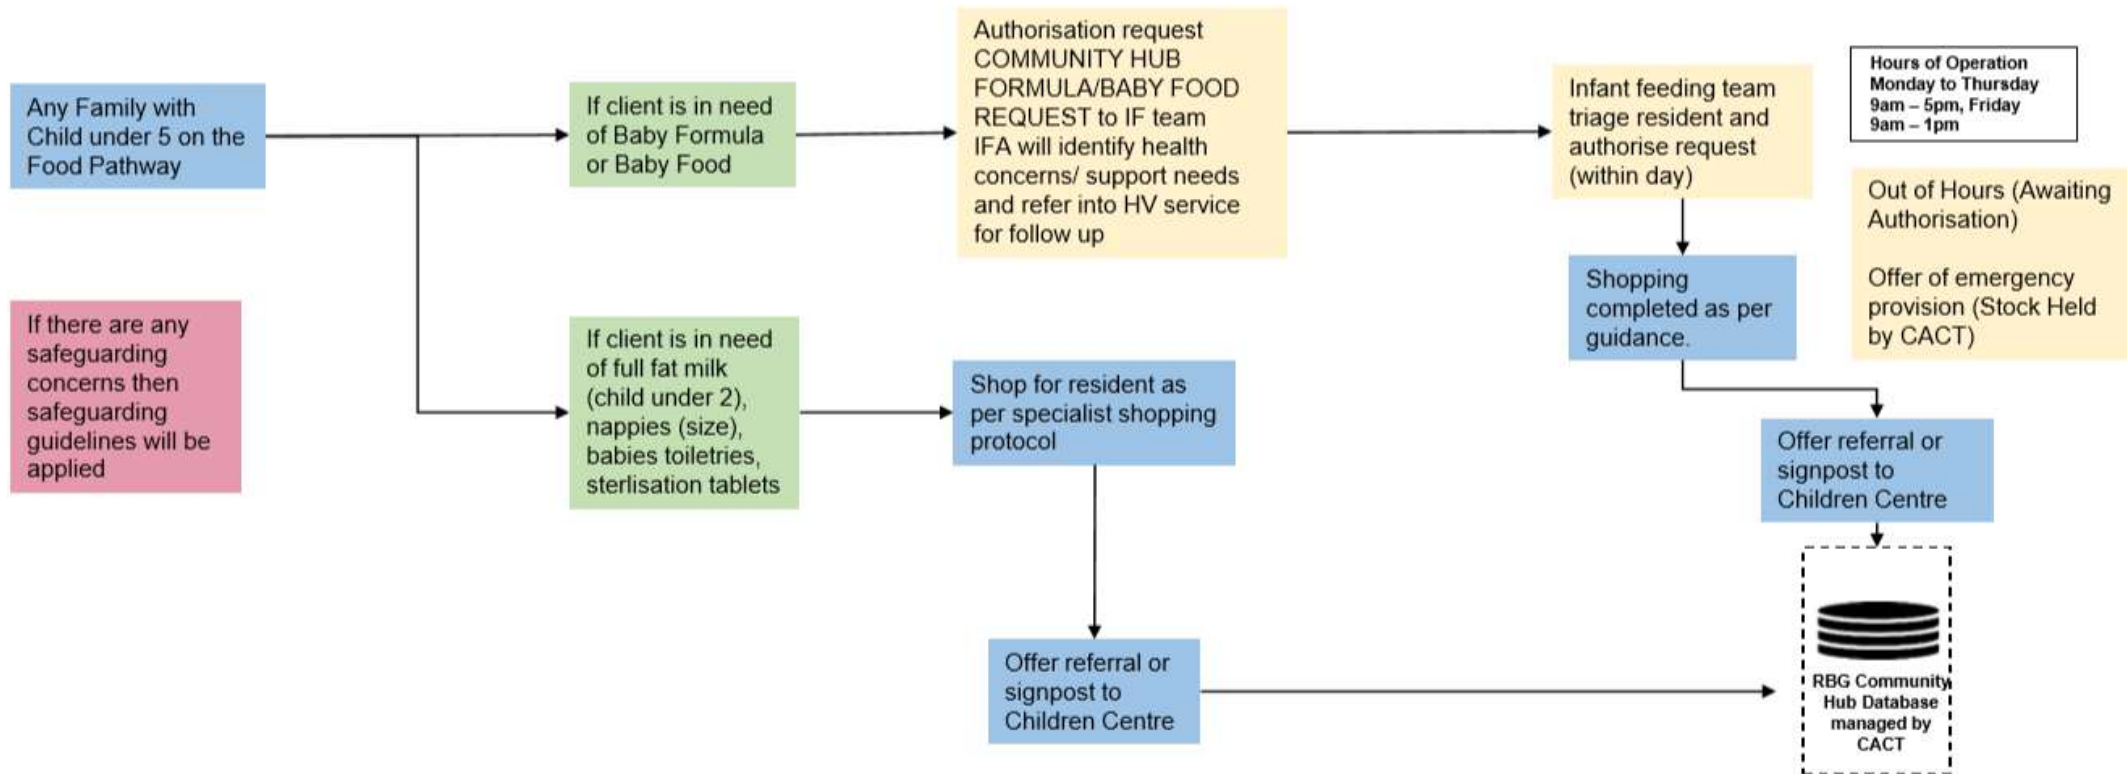 Any Family with
Child under 5 on the
Food Pathway
If there are any
safeguarding
concerns then
safeguarding
guidelines will be
applied
If client is in need
of Baby Formula
or Baby Food
If client is in need
of full fat milk
(child under 2),
nappies (size),
babies toiletries,
sterlisation tablets
Authorisation request
COMMUNITY HUB
FORMULA/BABY FOOD
REQUEST to IF team
IFA will identify health
concerns/ support needs
and refer into HV service
for follow up
Shop for resident as
per specialist shopping
protocol
Offer referral or
signpost to
Children Centre
Infant feeding team
triage resident and
authorise request
(within day)
Shopping
completed as per
guidance.
Hours of Operation
Monday to Thursday
9am – 5pm, Friday
9am – 1pm
Out of Hours (Awaiting
Authorisation)
Offer of emergency
provision (Stock Held
by CACT)
Offer referral or
signpost to
Children Centre
RBG Community
Hub Database
managed by
CACT